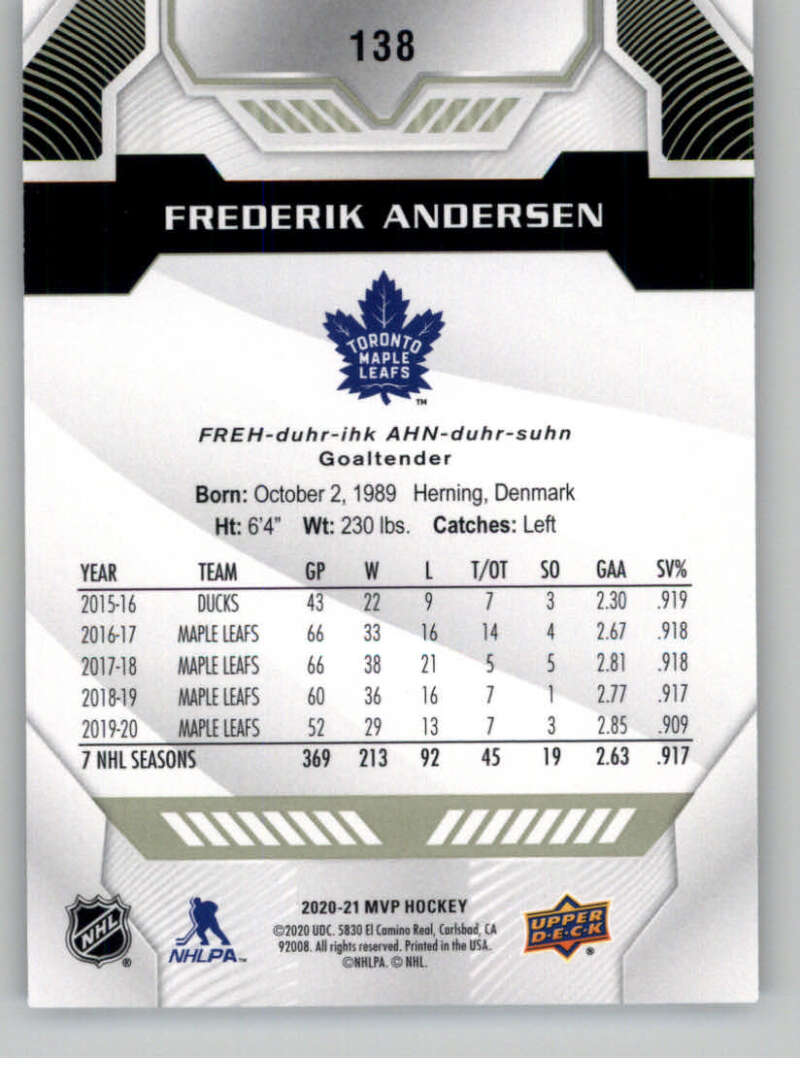 138
FREDERIK ANDERSEN
TORONTO
MAPLE
LEAFS
TM
FREH-duhr-ihk AHN-duhr-suhn
Goaltender
Born: October 2, 1989 Herning, Denmark
Ht: 6'4" Wt: 230 lbs. Catches: Left
YEAR TEAM GP W L T/OT SO GAA SV%
2015-16 DUCKS 43 22 9 7 3 2.30 .919
2016-17 MAPLE LEAFS 66 33 16 14 4 2.67 .918
2017-18 MAPLE LEAFS 66 38 21 5 5 2.81 .918
2018-19 MAPLE LEAFS 60 36 16 7 1 2.77 .917
2019-20 MAPLE LEAFS 52 29 13 7 3 2.85 .909
7 NHL SEASONS 369 213 92 45 19 2.63 .917
NHL ®
NHLPA™
2020-21 MVP HOCKEY
©2020 UDC. 5830 El Camino Real, Carlsbad, CA
92008. All rights reserved. Printed in the USA.
©NHLPA. © NHL.
UPPER
D·E·C·K ®